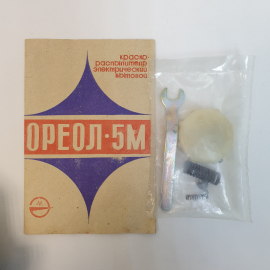 краско
распылитель
электрический
бытовой
ОРЕОЛ·5М